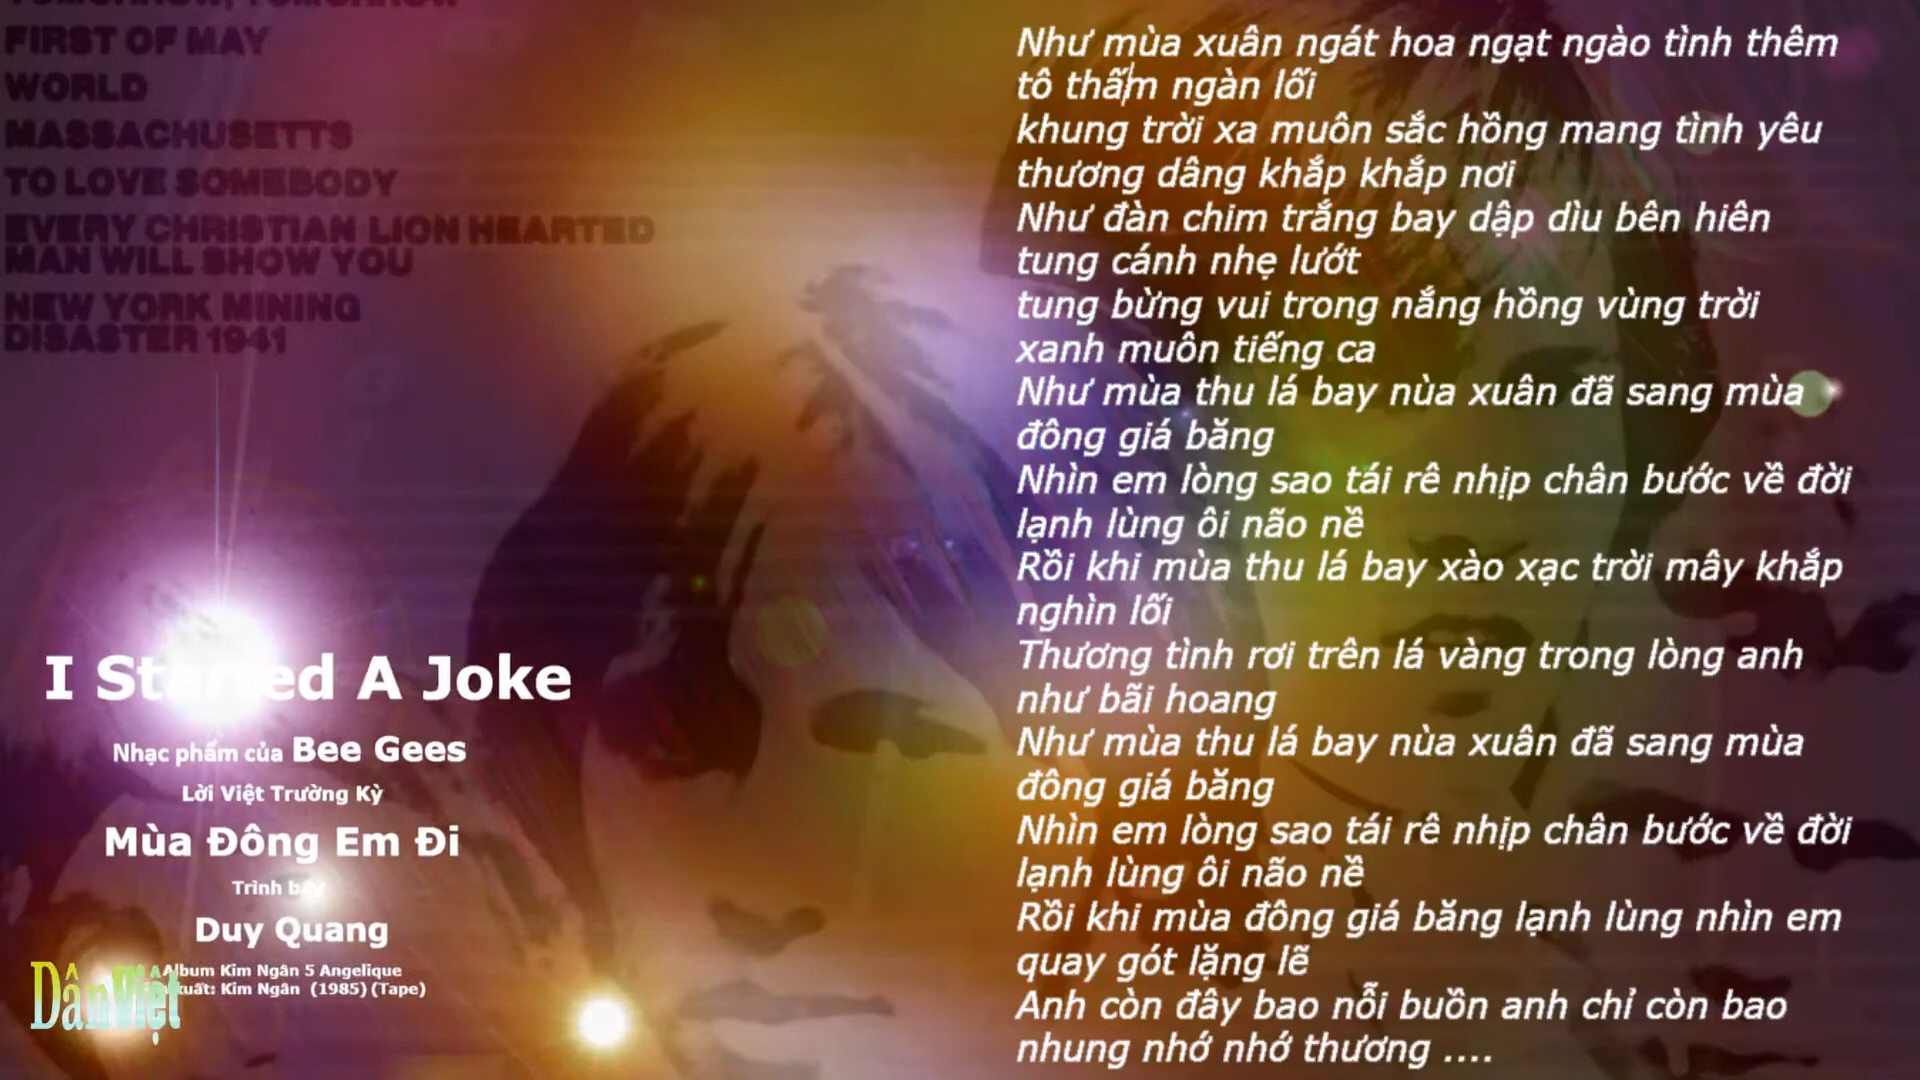 TOMORROW, TOMORROW
FIRST OF MAY
WORLD
MASSACHUSETTS
TO LOVE SOMEBODY
EVERY CHRISTIAN LION HEARTED
MAN WILL SHOW YOU
NEW YORK MINING
DISASTER 1941
I Started A Joke
Nhạc phẩm của Bee Gees
Lời Việt Trường Kỳ
Mùa Đông Em Đi
Trình bày
Duy Quang
Album Kim Ngân 5 Angelique
xuất: Kim Ngân (1985) (Tape)
DânViệt
Như mùa xuân ngát hoa ngạt ngào tình thêm
tô thắm ngàn lối
khung trời xa muôn sắc hồng mang tình yêu
thương dâng khắp khắp nơi
Như đàn chim trắng bay dập dìu bên hiên
tung cánh nhẹ lướt
tung bừng vui trong nắng hồng vùng trời
xanh muôn tiếng ca
Như mùa thu lá bay nùa xuân đã sang mùa
đông giá băng
Nhìn em lòng sao tái rê nhịp chân bước về đời
lạnh lùng ôi não nề
Rồi khi mùa thu lá bay xào xạc trời mây khắp
nghìn lối
Thương tình rơi trên lá vàng trong lòng anh
như bãi hoang
Như mùa thu lá bay nùa xuân đã sang mùa
đông giá băng
Nhìn em lòng sao tái rê nhịp chân bước về đời
lạnh lùng ôi não nề
Rồi khi mùa đông giá băng lạnh lùng nhìn em
quay gót lặng lẽ
Anh còn đây bao nỗi buồn anh chỉ còn bao
nhung nhớ nhớ thương ....